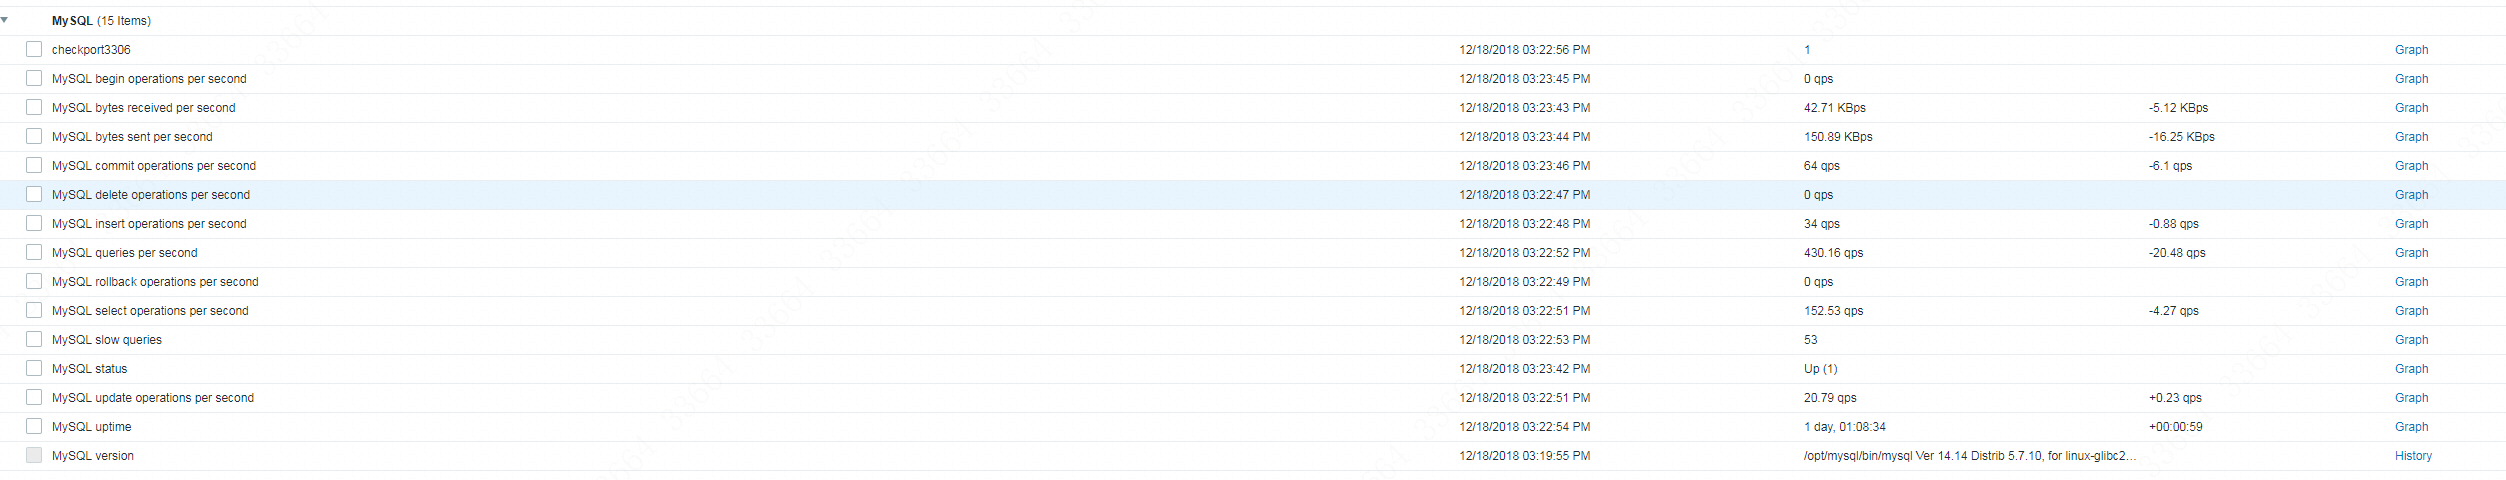 MySQL (15 Items)
checkport3306 12/18/2018 03:22:56 PM 1 Graph
MySQL begin operations per second 12/18/2018 03:23:45 PM 0 qps Graph
MySQL bytes received per second 12/18/2018 03:23:43 PM 42.71 KBps -5.12 KBps Graph
MySQL bytes sent per second 12/18/2018 03:23:44 PM 150.89 KBps -16.25 KBps Graph
MySQL commit operations per second 12/18/2018 03:23:46 PM 64 qps -6.1 qps Graph
MySQL delete operations per second 12/18/2018 03:22:47 PM 0 qps Graph
MySQL insert operations per second 12/18/2018 03:22:48 PM 34 qps -0.88 qps Graph
MySQL queries per second 12/18/2018 03:22:52 PM 430.16 qps -20.48 qps Graph
MySQL rollback operations per second 12/18/2018 03:22:49 PM 0 qps Graph
MySQL select operations per second 12/18/2018 03:22:51 PM 152.53 qps -4.27 qps Graph
MySQL slow queries 12/18/2018 03:22:53 PM 53 Graph
MySQL status 12/18/2018 03:23:42 PM Up (1) Graph
MySQL update operations per second 12/18/2018 03:22:51 PM 20.79 qps +0.23 qps Graph
MySQL uptime 12/18/2018 03:22:54 PM 1 day, 01:08:34 +00:00:59 Graph
MySQL version 12/18/2018 03:19:55 PM /opt/mysql/bin/mysql Ver 14.14 Distrib 5.7.10, for linux-glibc2... History